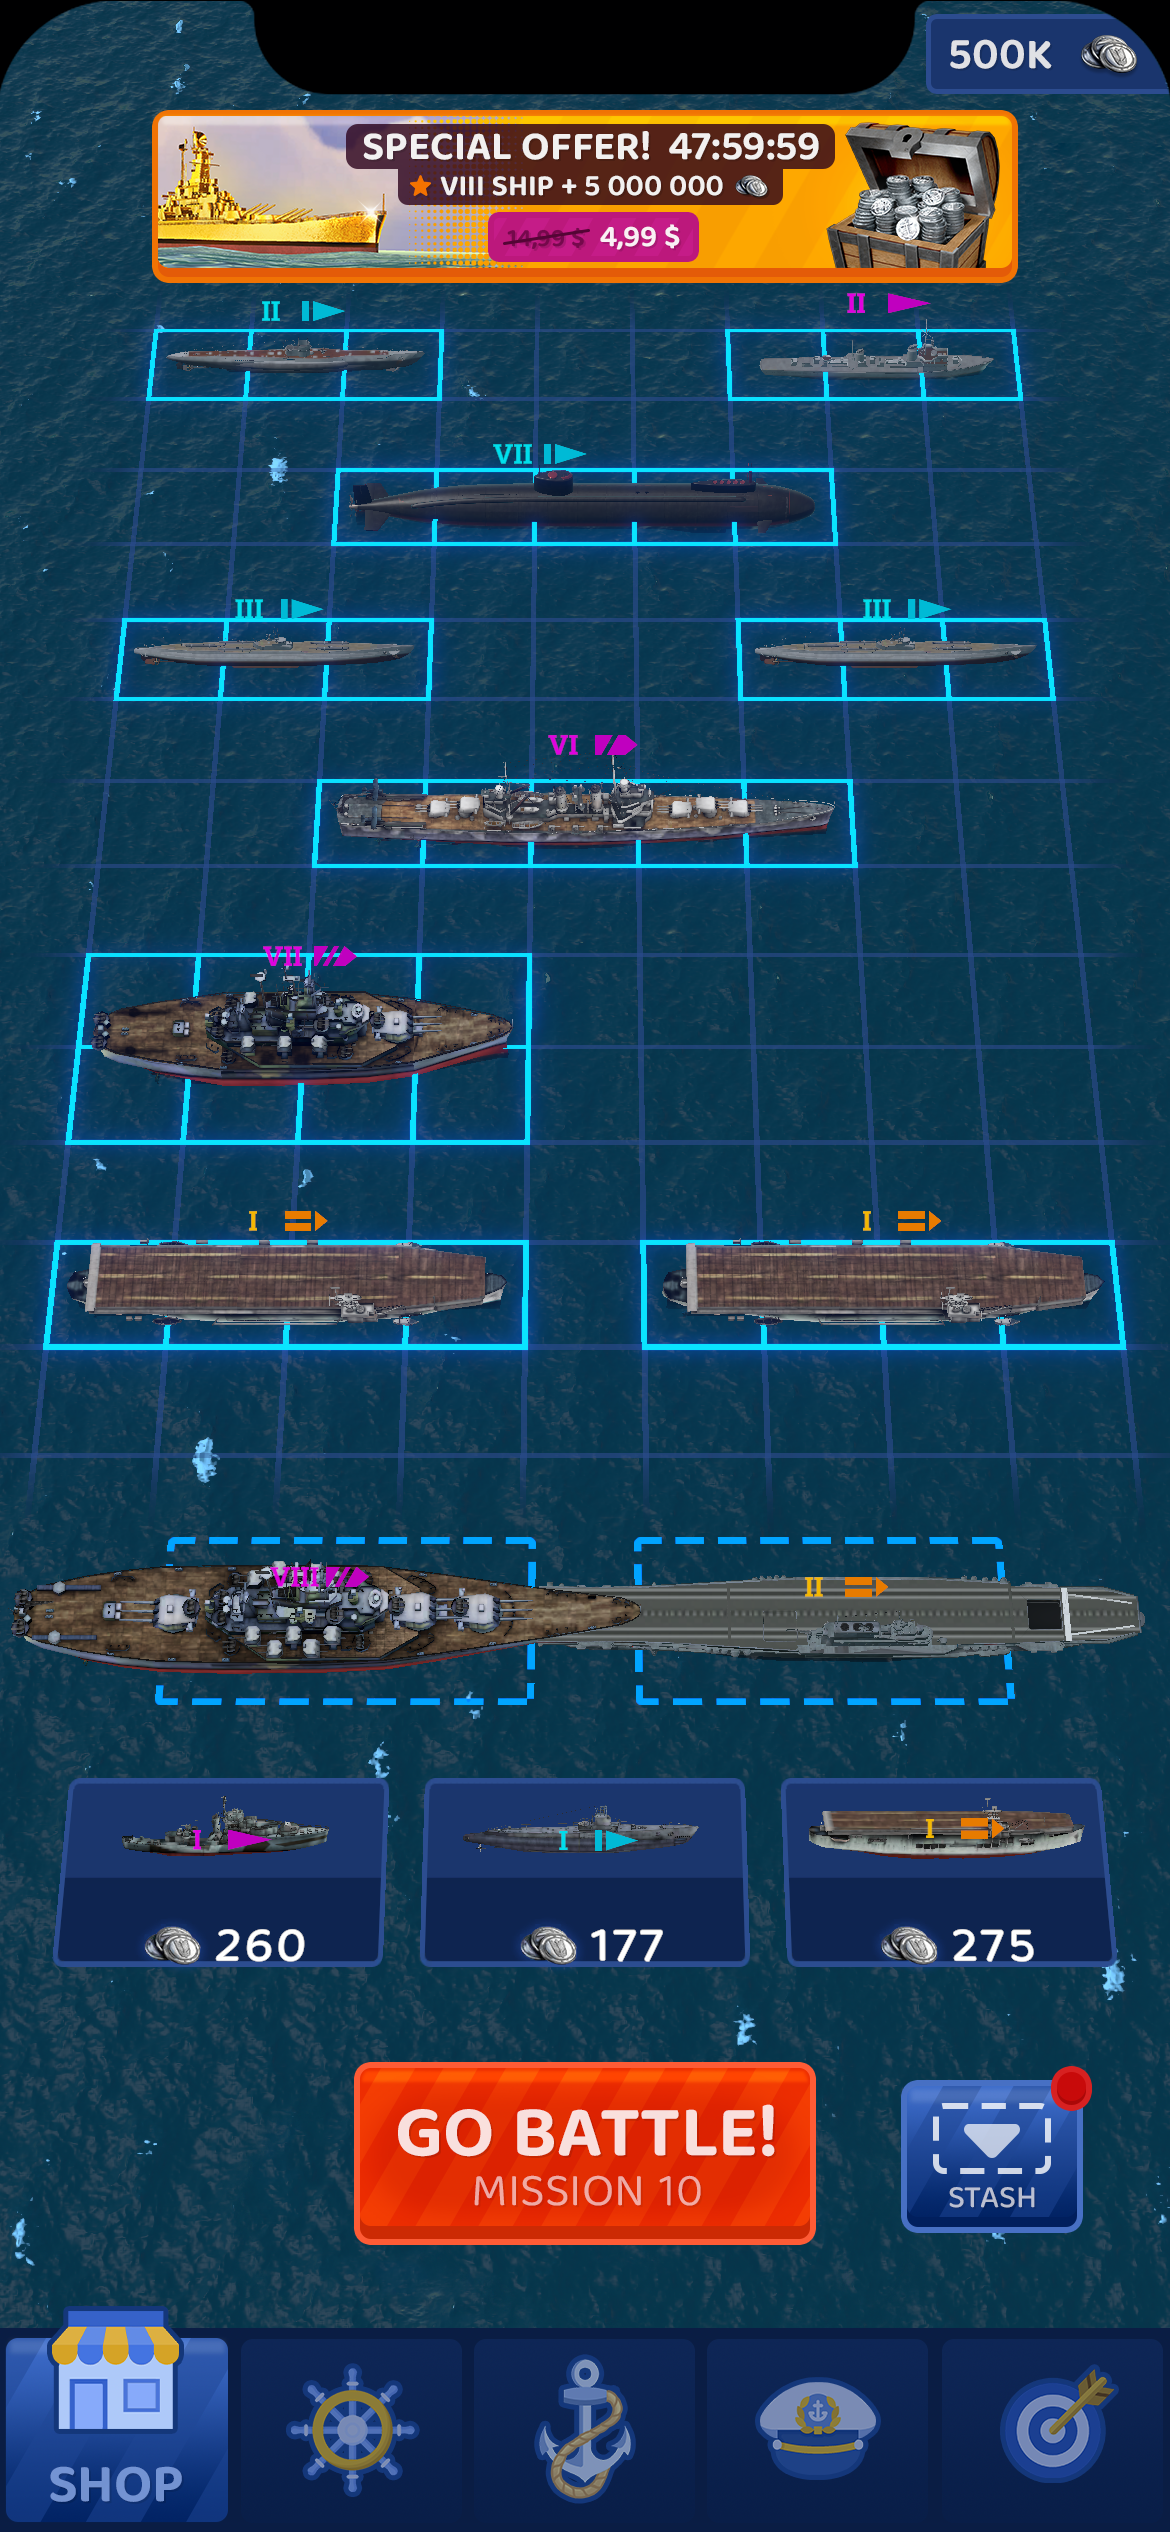 500K
SPECIAL OFFER! 47:59:59
VIII SHIP + 5 000 000
14,99 $ 4,99 $
II
II
VII
III
III
VI
VII
I
I
VIII
II
I
I
I
260
177
275
GO BATTLE!
MISSION 10
STASH
SHOP